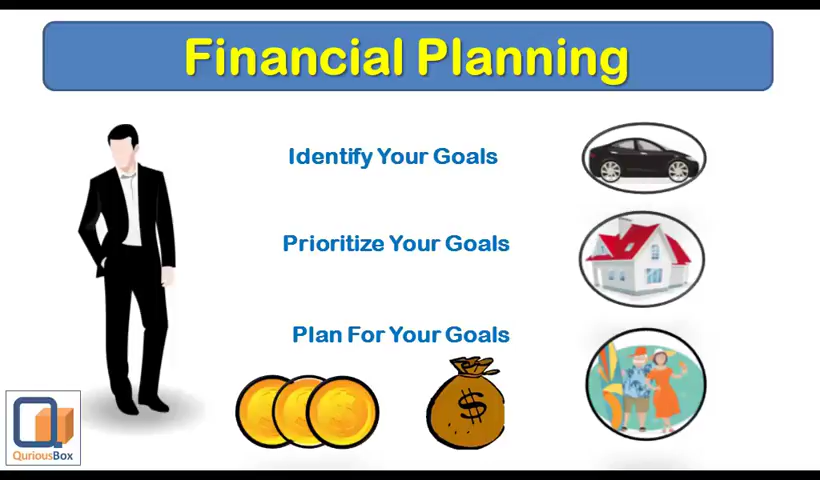 Financial Planning
Identify Your Goals
Prioritize Your Goals
Plan For Your Goals
$
QuriousBox